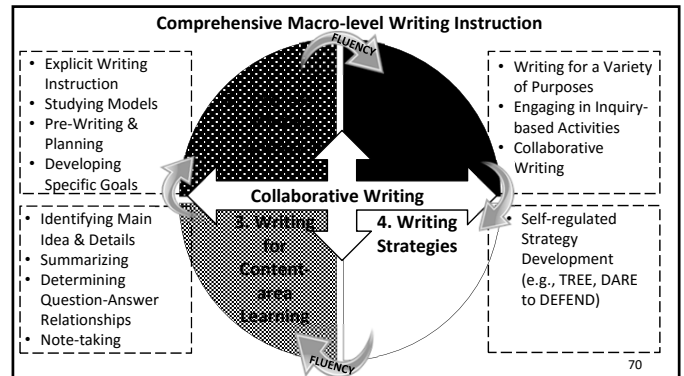 Comprehensive Macro-level Writing Instruction
FLUENCY
• Explicit Writing
Instruction
• Studying Models
• Pre-Writing &
Planning
• Developing
Specific Goals
• Writing for a Variety
of Purposes
• Engaging in Inquiry-
based Activities
• Collaborative
Writing
Collaborative Writing
• Identifying Main
Idea & Details
• Summarizing
• Determining
Question-Answer
Relationships
• Note-taking
3. Writing
for
Content-
area
Learning
4. Writing
Strategies
• Self-regulated
Strategy
Development
(e.g., TREE, DARE
to DEFEND)
FLUENCY
70